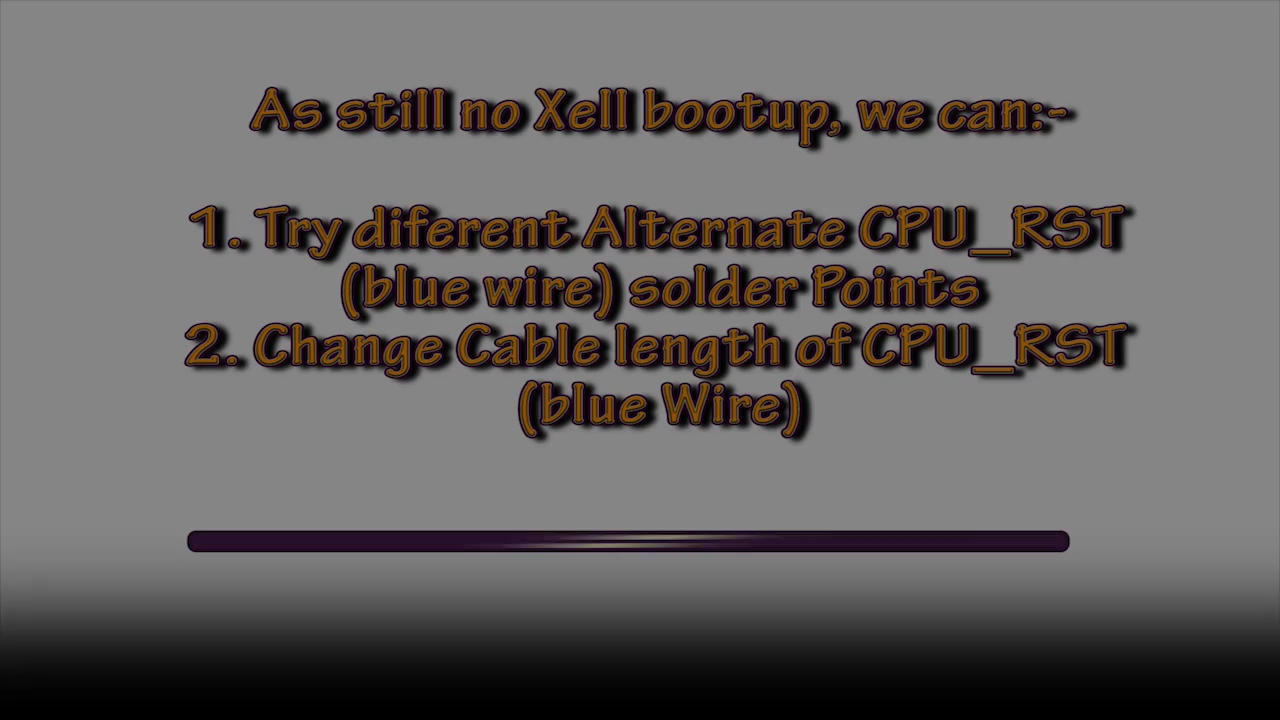 As still no Xell bootup, we can:-
1. Try diferent Alternate CPU_RST
(blue wire) solder Points
2. Change Cable length of CPU_RST
(blue Wire)